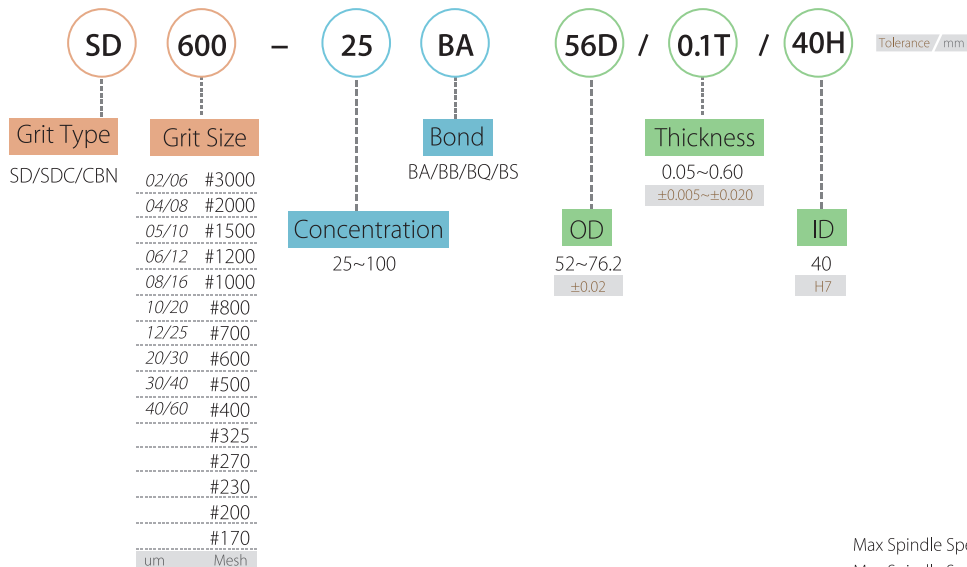 SD 600 – 25 BA 56D / 0.1T / 40H Tolerance / mm
Grit Type
SD/SDC/CBN
Grit Size
02/06 #3000
04/08 #2000
05/10 #1500
06/12 #1200
08/16 #1000
10/20 #800
12/25 #700
20/30 #600
30/40 #500
40/60 #400
#325
#270
#230
#200
#170
um Mesh
Concentration
25~100
Bond
BA/BB/BQ/BS
OD
52~76.2
±0.02
Thickness
0.05~0.60
±0.005~±0.020
ID
40
H7
Max Spindle